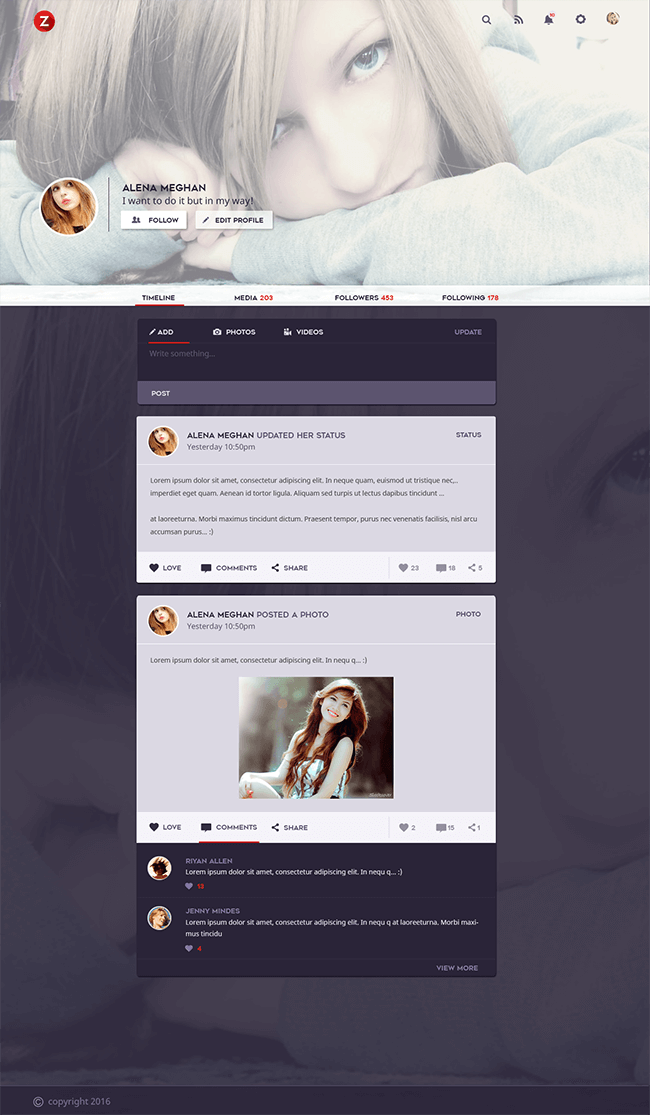 Z
10
ALENA MEGHAN
I want to do it but in my way!
FOLLOW
EDIT PROFILE
TIMELINE
MEDIA 203
FOLLOWERS 453
FOLLOWING 178
ADD
PHOTOS
VIDEOS
UPDATE
Write something...
POST
ALENA MEGHAN UPDATED HER STATUS
STATUS
Yesterday 10:50pm
Lorem ipsum dolor sit amet, consectetur adipiscing elit. In neque quam, euismod ut tristique nec,..
imperdiet eget quam. Aenean id tortor ligula. Aliquam sed turpis ut lectus dapibus tincidunt ...
at laoreeturna. Morbi maximus tincidunt dictum. Praesent tempor, purus nec venenatis facilisis, nisl arcu
accumsan purus... :)
LOVE
COMMENTS
SHARE
23
18
5
ALENA MEGHAN POSTED A PHOTO
PHOTO
Yesterday 10:50pm
Lorem ipsum dolor sit amet, consectetur adipiscing elit. In nequ q... :)
LOVE
COMMENTS
SHARE
2
15
1
RIYAN ALLEN
Lorem ipsum dolor sit amet, consectetur adipiscing elit. In nequ q... :)
13
JENNY MINDES
Lorem ipsum dolor sit amet, consectetur adipiscing elit. In nequ q at laoreeturna. Morbi maxi-
mus tincidu
4
VIEW MORE
© copyright 2016